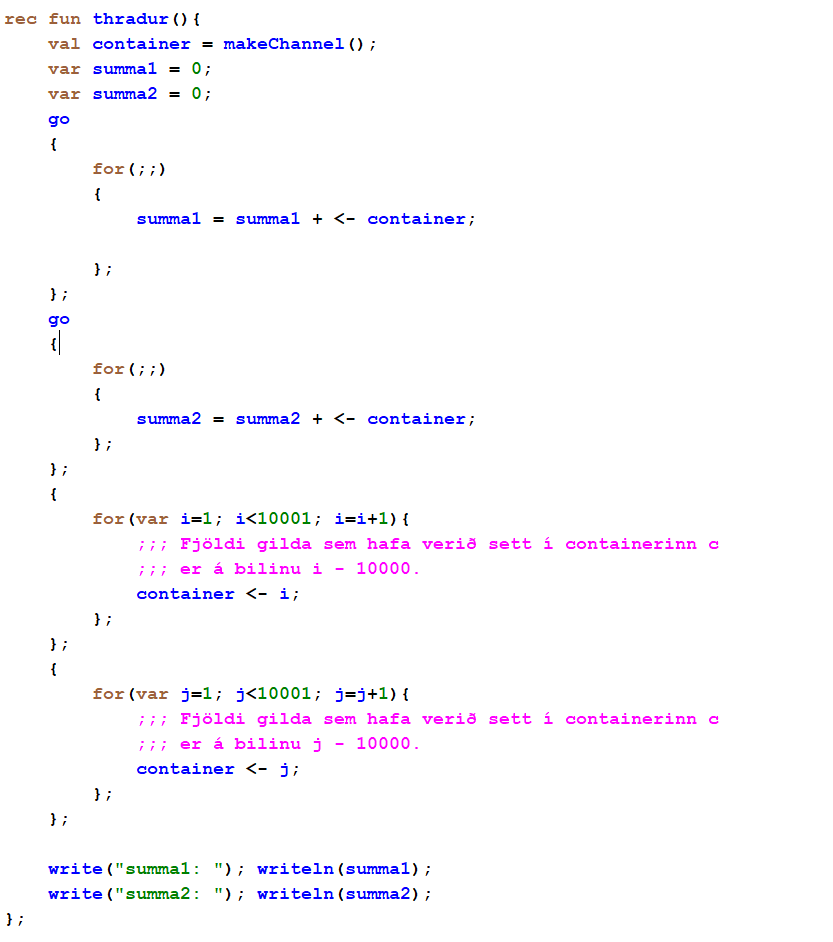 rec fun thradur(){
    val container = makeChannel();
    var summa1 = 0;
    var summa2 = 0;
    go
    {
        for(;;)
        {
            summa1 = summa1 + <- container;

        };
    };
    go
    {
        for(;;)
        {
            summa2 = summa2 + <- container;
        };
    };
    {
        for(var i=1; i<10001; i=i+1){
            ;;; Fjöldi gilda sem hafa verið sett í containerinn c
            ;;; er á bilinu i - 10000.
            container <- i;
        };
    };
    {
        for(var j=1; j<10001; j=j+1){
            ;;; Fjöldi gilda sem hafa verið sett í containerinn c
            ;;; er á bilinu j - 10000.
            container <- j;
        };
    };

    write("summa1: "); writeln(summa1);
    write("summa2: "); writeln(summa2);
};